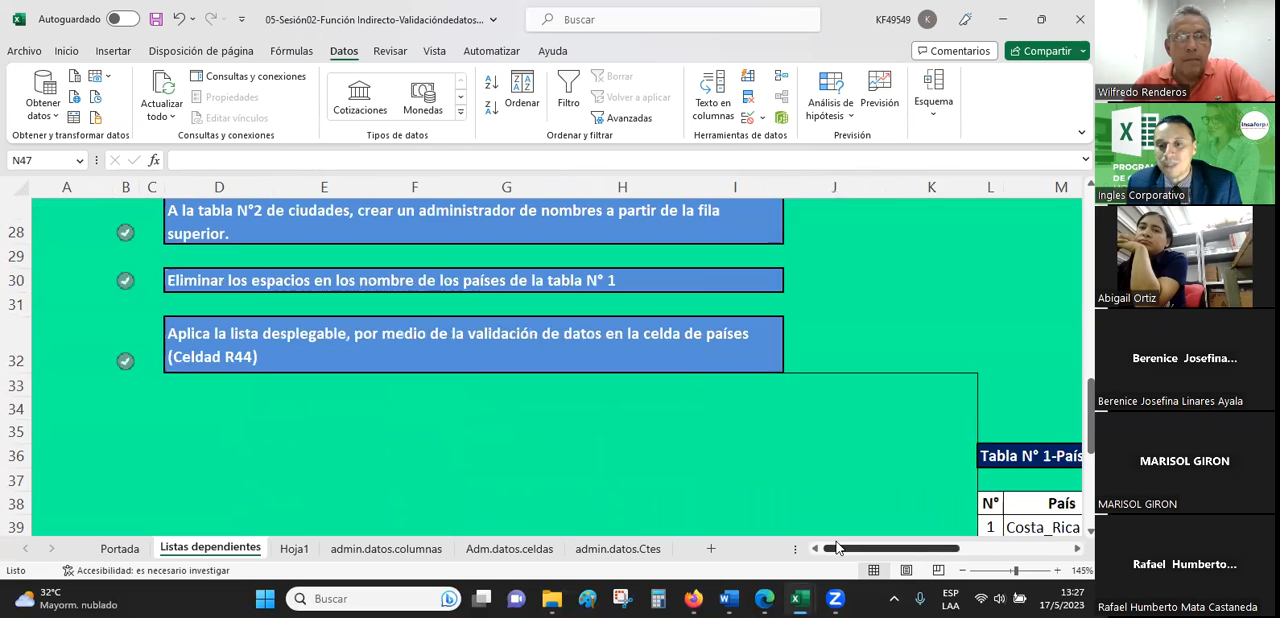 Autoguardado
05-Sesión02-Función Indirecto-Validacióndedatos...
Buscar
KF49549
K
Archivo
Inicio
Insertar
Disposición de página
Fórmulas
Datos
Revisar
Vista
Automatizar
Ayuda
Comentarios
Compartir
Obtener datos
Actualizar todo
Consultas y conexiones
Propiedades
Editar vínculos
Cotizaciones
Monedas
Ordenar
Filtro
Borrar
Volver a aplicar
Avanzadas
Texto en columnas
Análisis de hipótesis
Previsión
Esquema
Obtener y transformar datos
Consultas y conexiones
Tipos de datos
Ordenar y filtrar
Herramientas de datos
Previsión
N47
fx
A B C D E F G H I J K L M
28
A la tabla N°2 de ciudades, crear un administrador de nombres a partir de la fila
superior.
29
30
Eliminar los espacios en los nombre de los países de la tabla N° 1
31
32
Aplica la lista desplegable, por medio de la validación de datos en la celda de países
(Celdad R44)
33
34
35
36
Tabla N° 1-País
37
38
N° País
39
1 Costa_Rica
Portada
Listas dependientes
Hoja1
admin.datos.columnas
Adm.datos.celdas
admin.datos.Ctes
Listo
Accesibilidad: es necesario investigar
145%
32°C
Mayorm. nublado
Buscar
ESP
LAA
13:27
17/5/2023
Wilfredo Renderos
Ingles Corporativo
Abigail Ortiz
Berenice Josefina...
Berenice Josefina Linares Ayala
MARISOL GIRON
MARISOL GIRON
Rafael Humberto...
Rafael Humberto Mata Castaneda